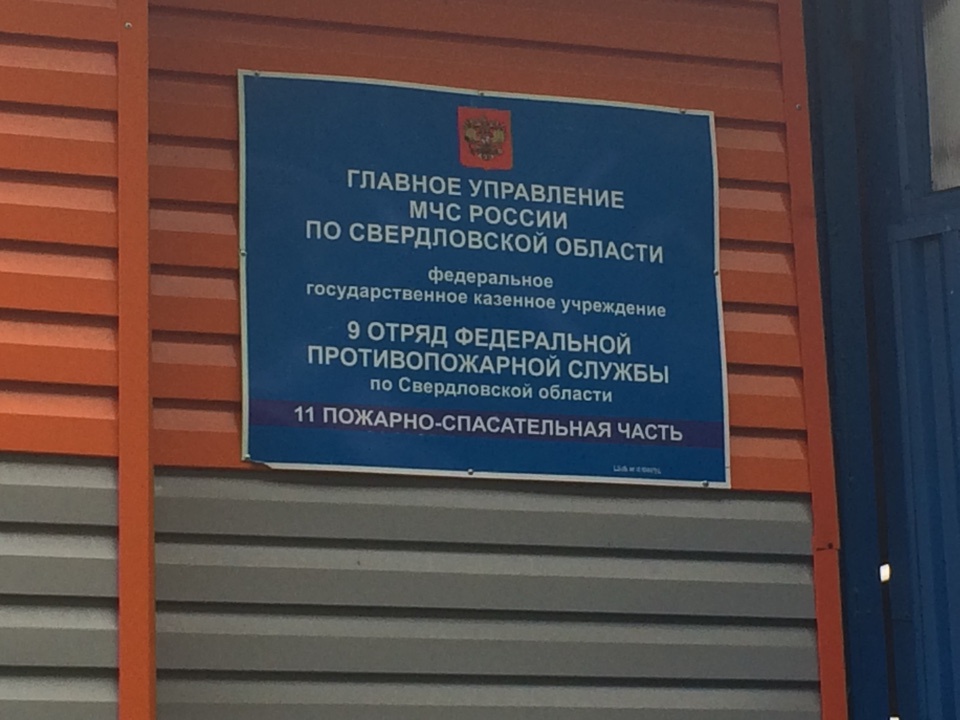 ГЛАВНОЕ УПРАВЛЕНИЕ
МЧС РОССИИ
ПО СВЕРДЛОВСКОЙ ОБЛАСТИ
федеральное
государственное казенное учреждение
9 ОТРЯД ФЕДЕРАЛЬНОЙ
ПРОТИВОПОЖАРНОЙ СЛУЖБЫ
по Свердловской области
11 ПОЖАРНО-СПАСАТЕЛЬНАЯ ЧАСТЬ